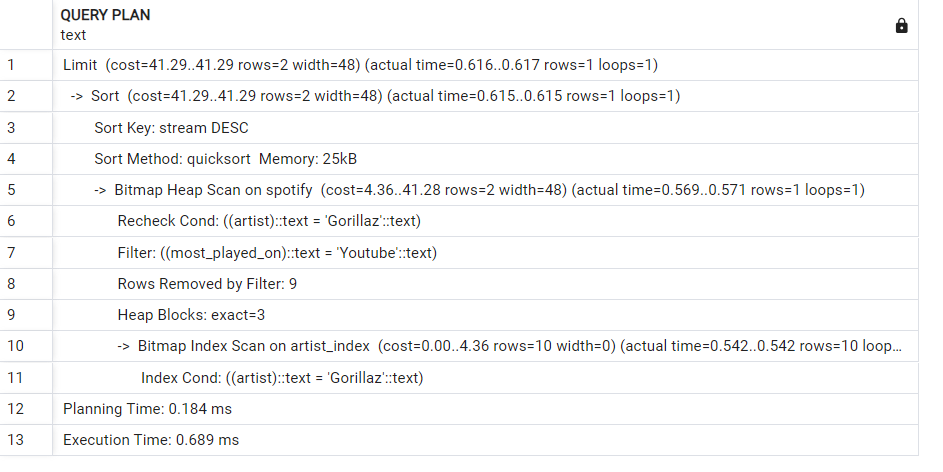 QUERY PLAN
text
1 Limit (cost=41.29..41.29 rows=2 width=48) (actual time=0.616..0.617 rows=1 loops=1)
2 -> Sort (cost=41.29..41.29 rows=2 width=48) (actual time=0.615..0.615 rows=1 loops=1)
3 Sort Key: stream DESC
4 Sort Method: quicksort Memory: 25kB
5 -> Bitmap Heap Scan on spotify (cost=4.36..41.28 rows=2 width=48) (actual time=0.569..0.571 rows=1 loops=1)
6 Recheck Cond: ((artist)::text = 'Gorillaz'::text)
7 Filter: ((most_played_on)::text = 'Youtube'::text)
8 Rows Removed by Filter: 9
9 Heap Blocks: exact=3
10 -> Bitmap Index Scan on artist_index (cost=0.00..4.36 rows=10 width=0) (actual time=0.542..0.542 rows=10 loop...
11 Index Cond: ((artist)::text = 'Gorillaz'::text)
12 Planning Time: 0.184 ms
13 Execution Time: 0.689 ms